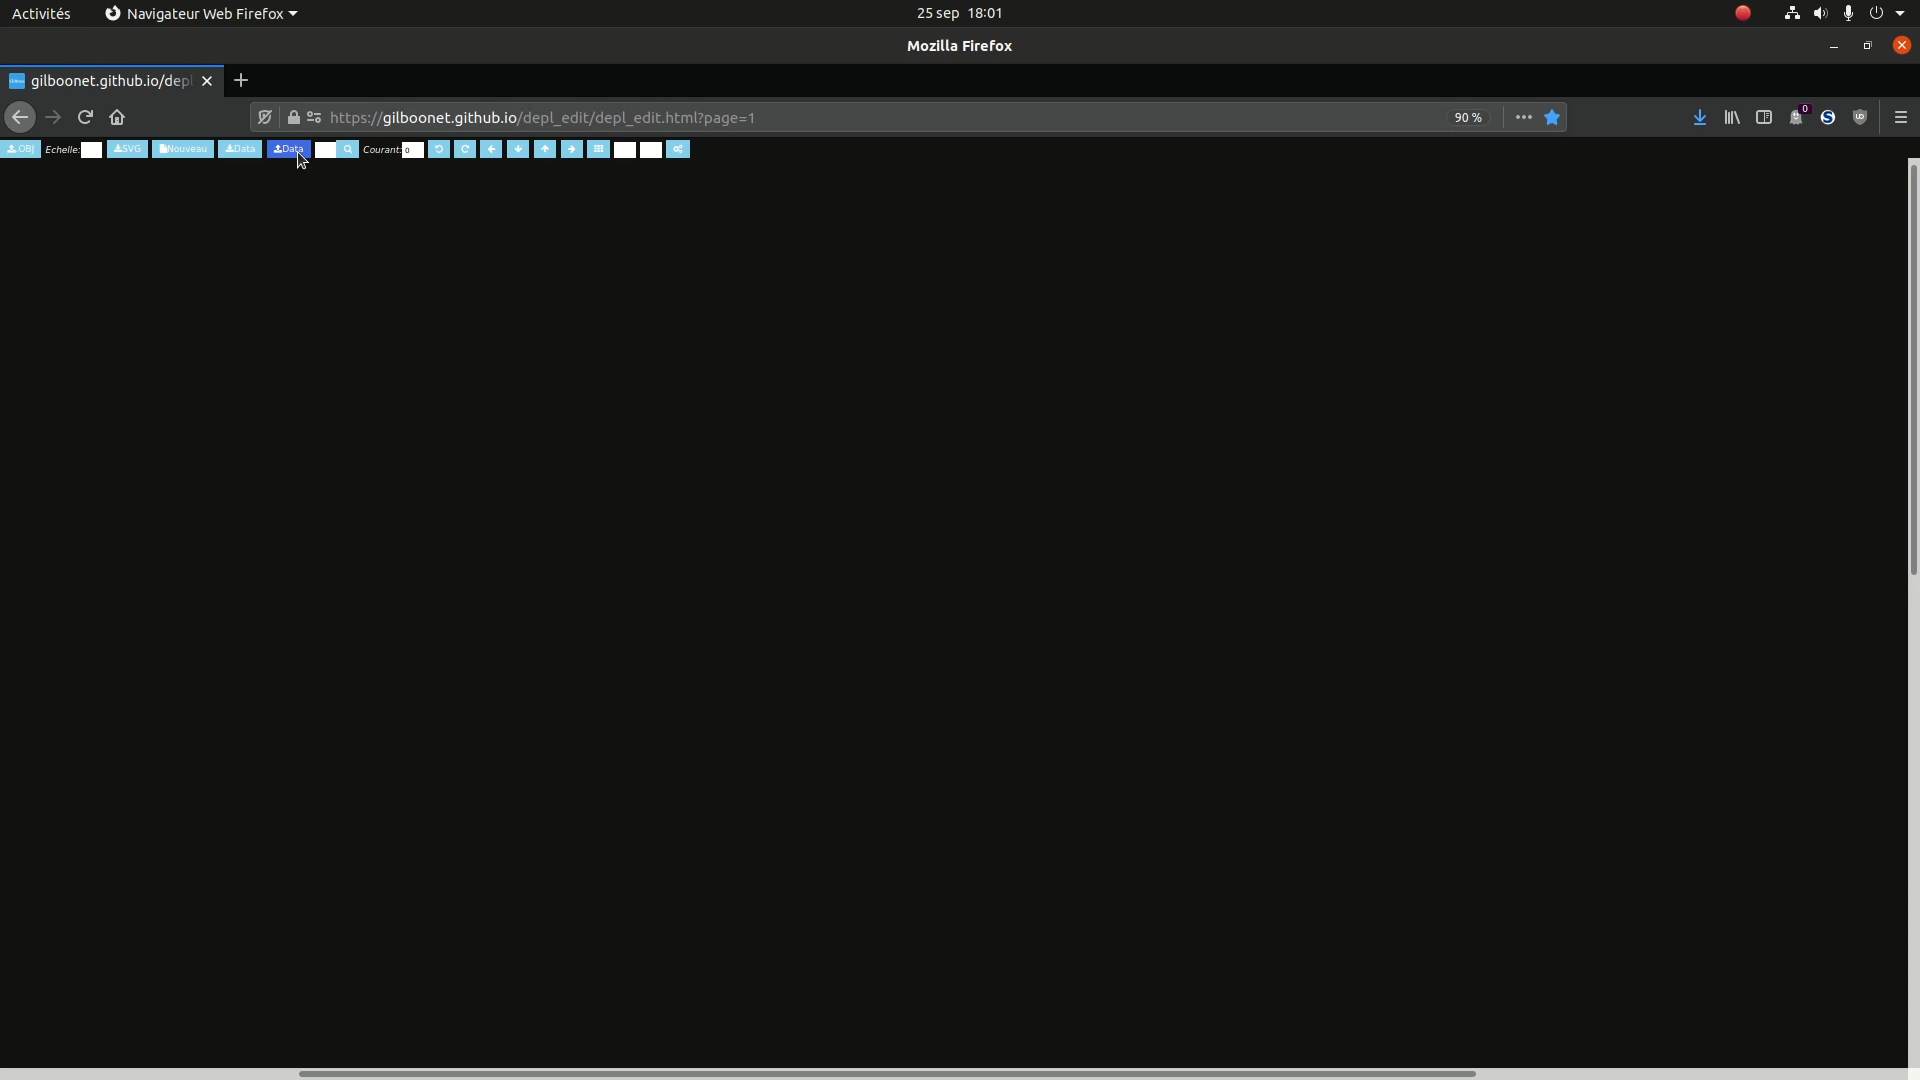 Activités Navigateur Web Firefox 25 sep 18:01
Mozilla Firefox
gilboonet.github.io/depl
https://gilboonet.github.io/depl_edit/depl_edit.html?page=1 90 % 0
OBJ Echelle: SVG Nouveau Data Data Courant: 0